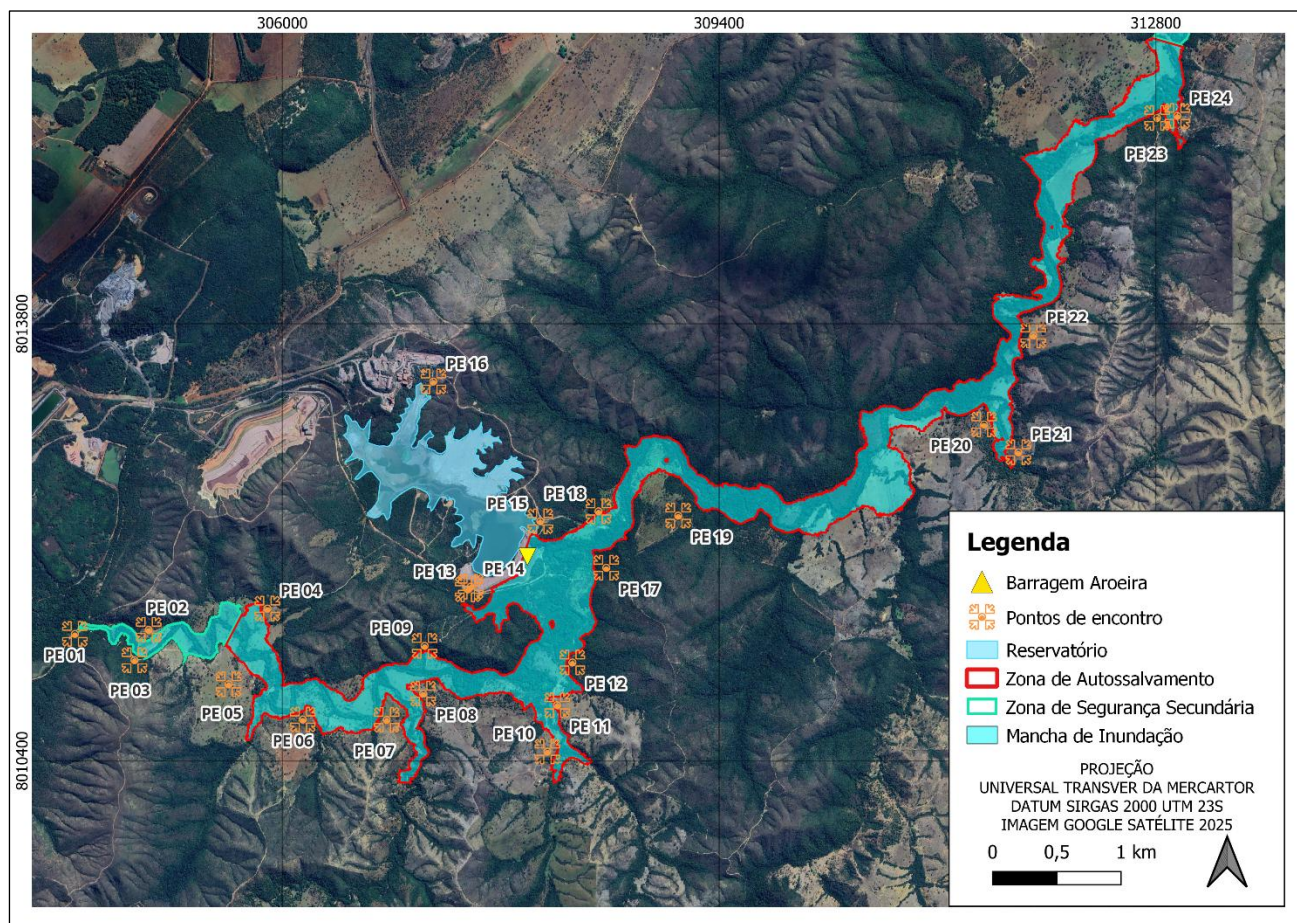 306000
309400
312800
8013800
8010400
PE 24
PE 23
PE 22
PE 16
PE 20
PE 21
PE 15
PE 18
PE 19
PE 13
PE 14
PE 17
PE 04
PE 02
PE 01
PE 03
PE 09
PE 05
PE 12
PE 08
PE 11
PE 06
PE 07
PE 10
Legenda
Barragem Aroeira
Pontos de encontro
Reservatório
Zona de Autossalvamento
Zona de Segurança Secundária
Mancha de Inundação
PROJEÇÃO
UNIVERSAL TRANSVER DA MERCARTOR
DATUM SIRGAS 2000 UTM 23S
IMAGEM GOOGLE SATÉLITE 2025
0 0,5 1 km